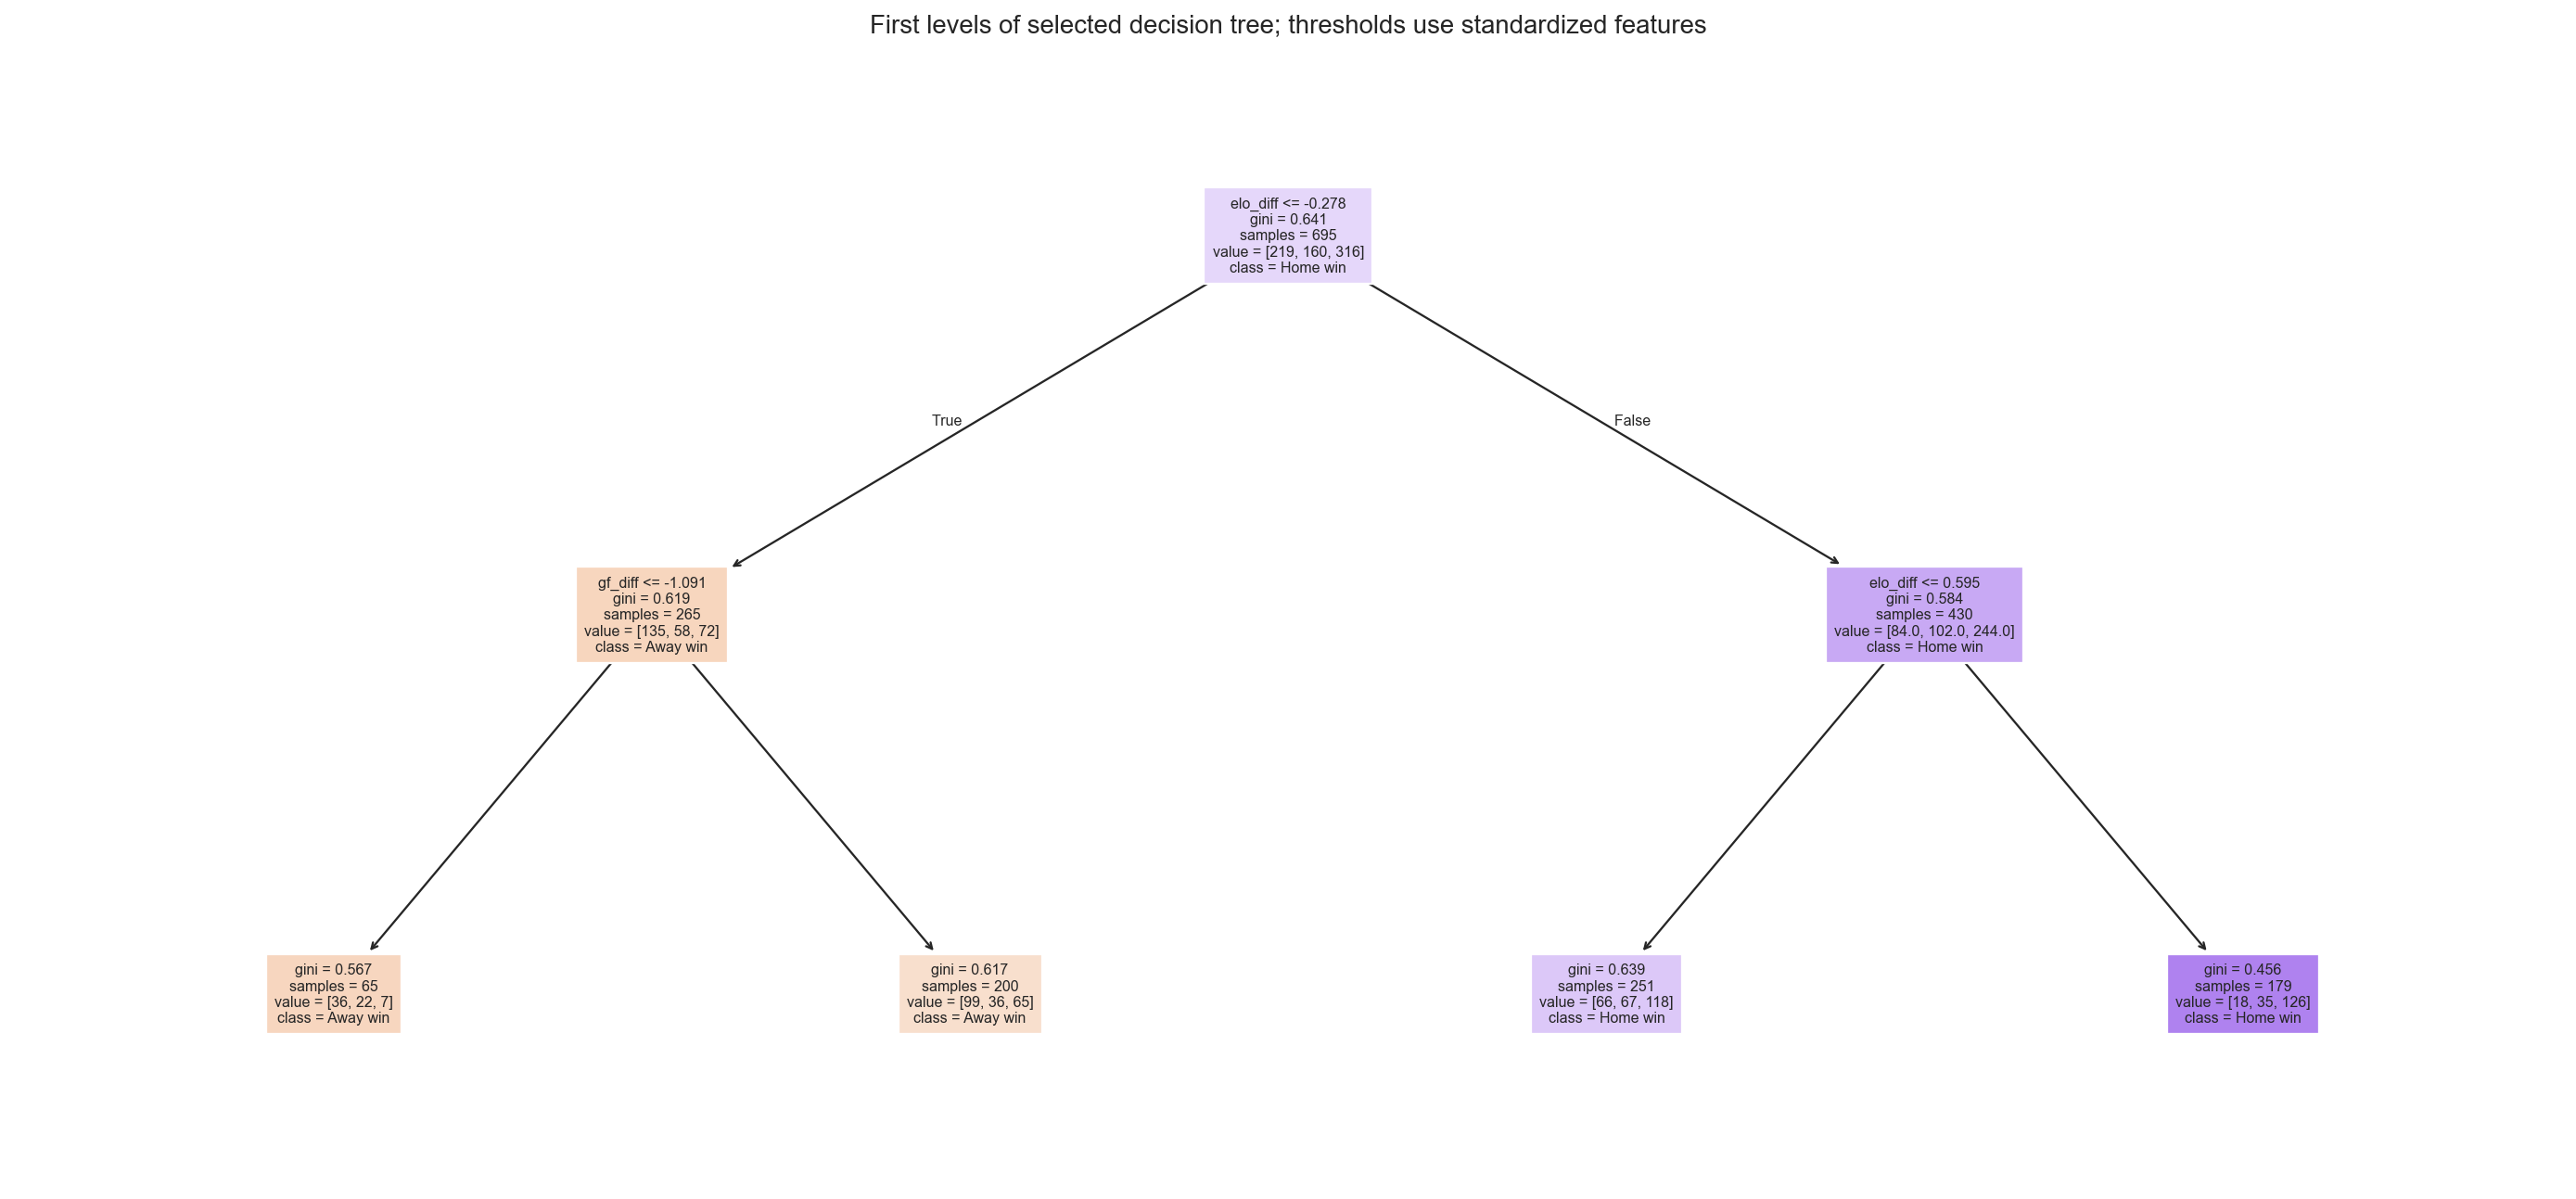 First levels of selected decision tree; thresholds use standardized features
elo_diff <= -0.278
gini = 0.641
samples = 695
value = [219, 160, 316]
class = Home win
True
False
gf_diff <= -1.091
gini = 0.619
samples = 265
value = [135, 58, 72]
class = Away win
elo_diff <= 0.595
gini = 0.584
samples = 430
value = [84.0, 102.0, 244.0]
class = Home win
gini = 0.567
samples = 65
value = [36, 22, 7]
class = Away win
gini = 0.617
samples = 200
value = [99, 36, 65]
class = Away win
gini = 0.639
samples = 251
value = [66, 67, 118]
class = Home win
gini = 0.456
samples = 179
value = [18, 35, 126]
class = Home win